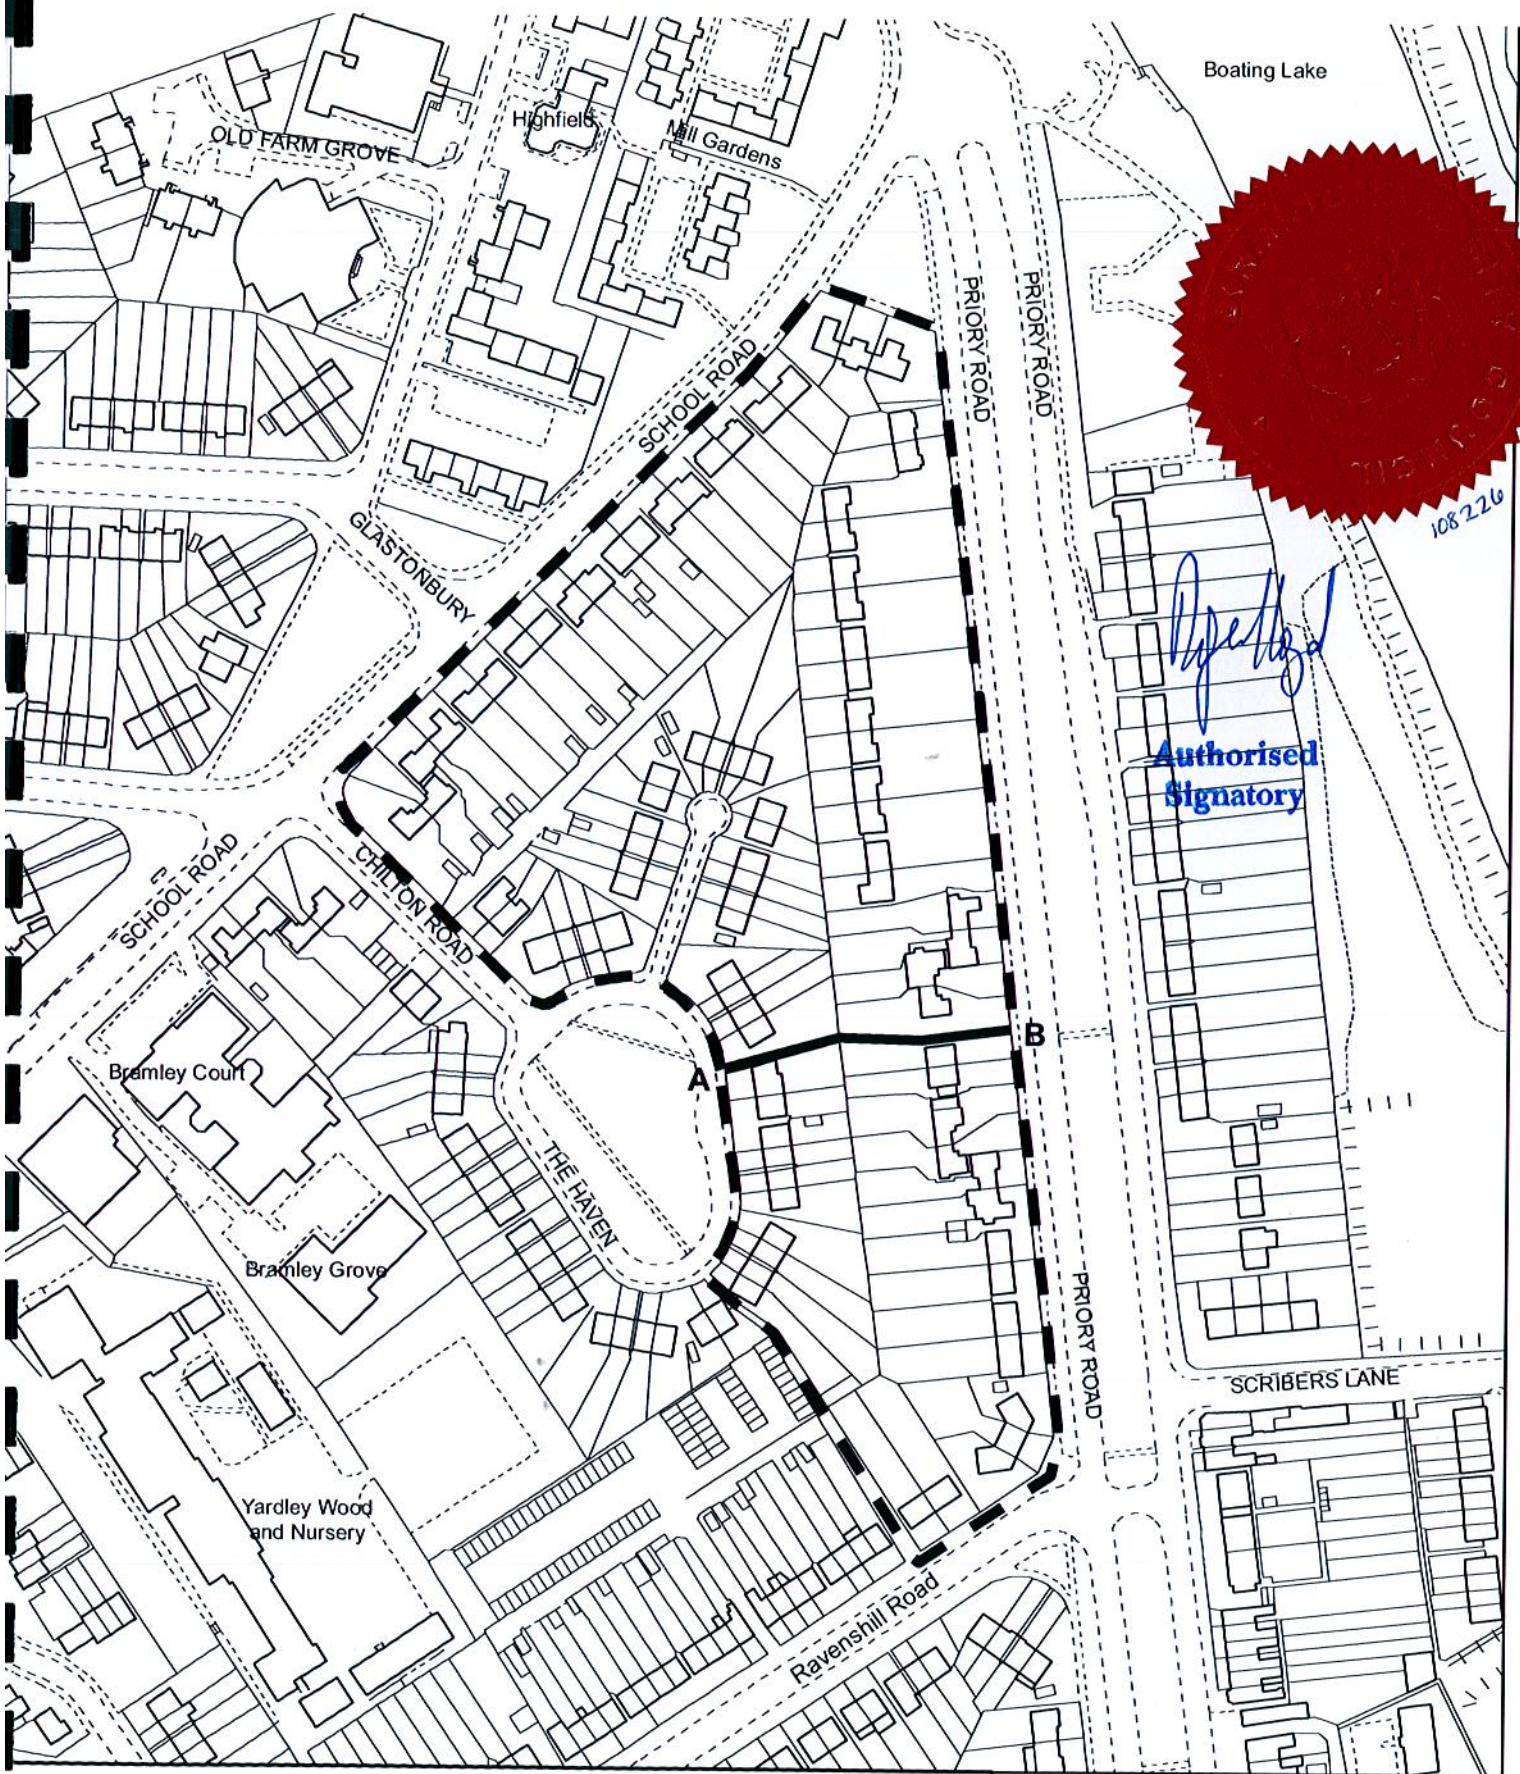 Boating Lake
Highfield
Mill Gardens
OLD FARM GROVE
PRIORY ROAD
PRIORY ROAD
SCHOOL ROAD
108226
GLASTONBURY
Authorised
Signatory
CHILTON ROAD
SCHOOL ROAD
B
A
Bramley Court
THE HAVEN
Bramley Grove
PRIORY ROAD
SCRIBERS LANE
Yardley Wood
and Nursery
Ravenshill Road